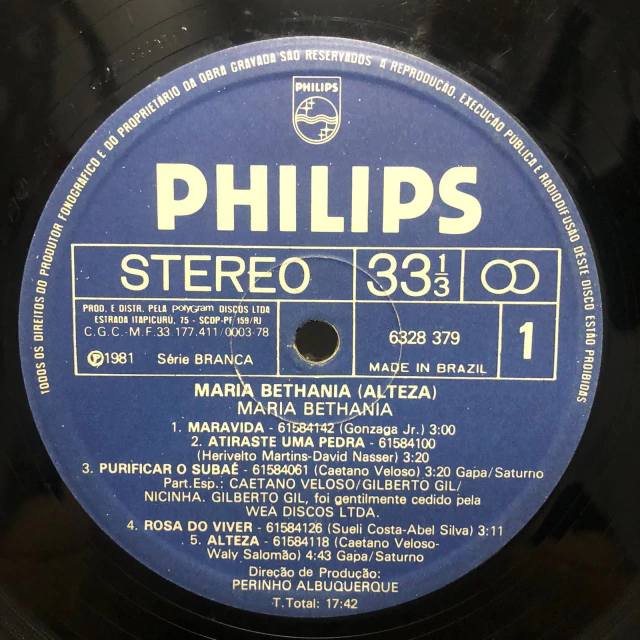 TODOS OS DIREITOS DO PRODUTOR FONOGRÁFICO E DO PROPRIETÁRIO DA OBRA GRAVADA SÃO RESERVADOS A REPRODUÇÃO, EXECUÇÃO PÚBLICA E RADIODIFUSÃO DESTE DISCO ESTÃO PROIBIDAS
PHILIPS
PHILIPS
STEREO 33 1/3
PROD. E DISTR. PELA polygram DISCOS LTDA
ESTRADA ITAPICURU, 75 - SCDP-PF 159/RJ
C.G.C.-M.F. 33 177.411/0003-78
Ⓟ1981 Série BRANCA
6328 379
MADE IN BRAZIL
1
MARIA BETHANIA (ALTEZA)
MARIA BETHANIA
1. MARAVIDA - 61584142 (Gonzaga Jr.) 3:00
2. ATIRASTE UMA PEDRA - 61584100
(Herivelto Martins-David Nasser) 3:20
3. PURIFICAR O SUBAÉ - 61584061 (Caetano Veloso) 3:20 Gapa/Saturno
Part.Esp.: CAETANO VELOSO/GILBERTO GIL/
NICINHA. GILBERTO GIL, foi gentilmente cedido pela
WEA DISCOS LTDA.
4. ROSA DO VIVER - 61584126 (Sueli Costa-Abel Silva) 3:11
5. ALTEZA - 61584118 (Caetano Veloso-
Waly Salomão) 4:43 Gapa/Saturno
Direção de Produção:
PERINHO ALBUQUERQUE
T.Total: 17:42